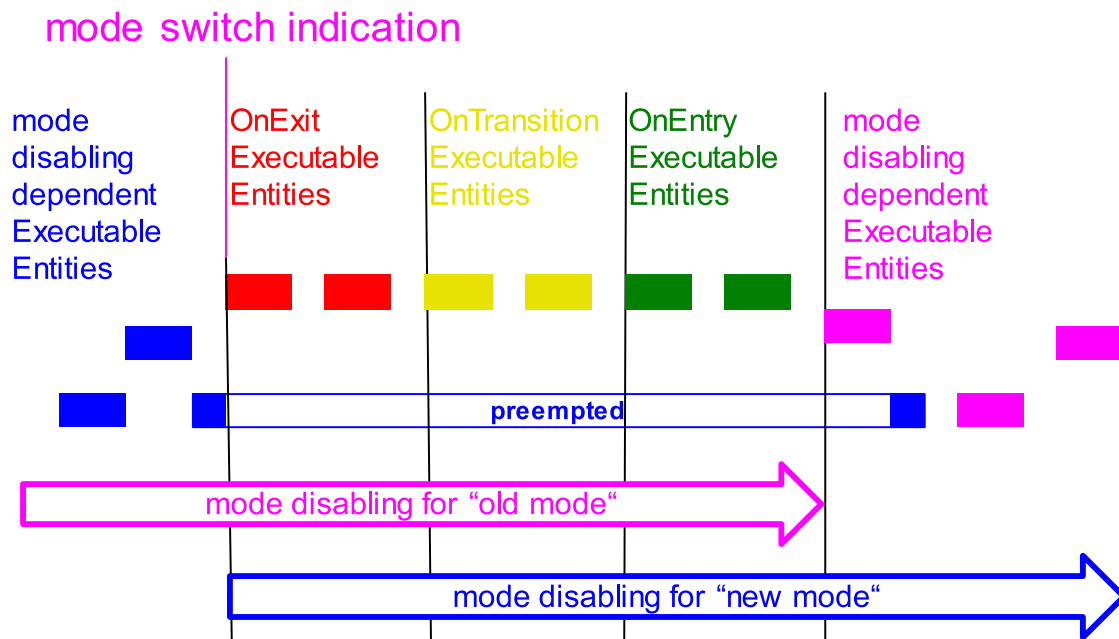 mode switch indication
mode
disabling
dependent
Executable
Entities
OnExit
Executable
Entities
OnTransition
Executable
Entities
OnEntry
Executable
Entities
mode
disabling
dependent
Executable
Entities
preempted
mode disabling for “old mode“
mode disabling for “new mode“